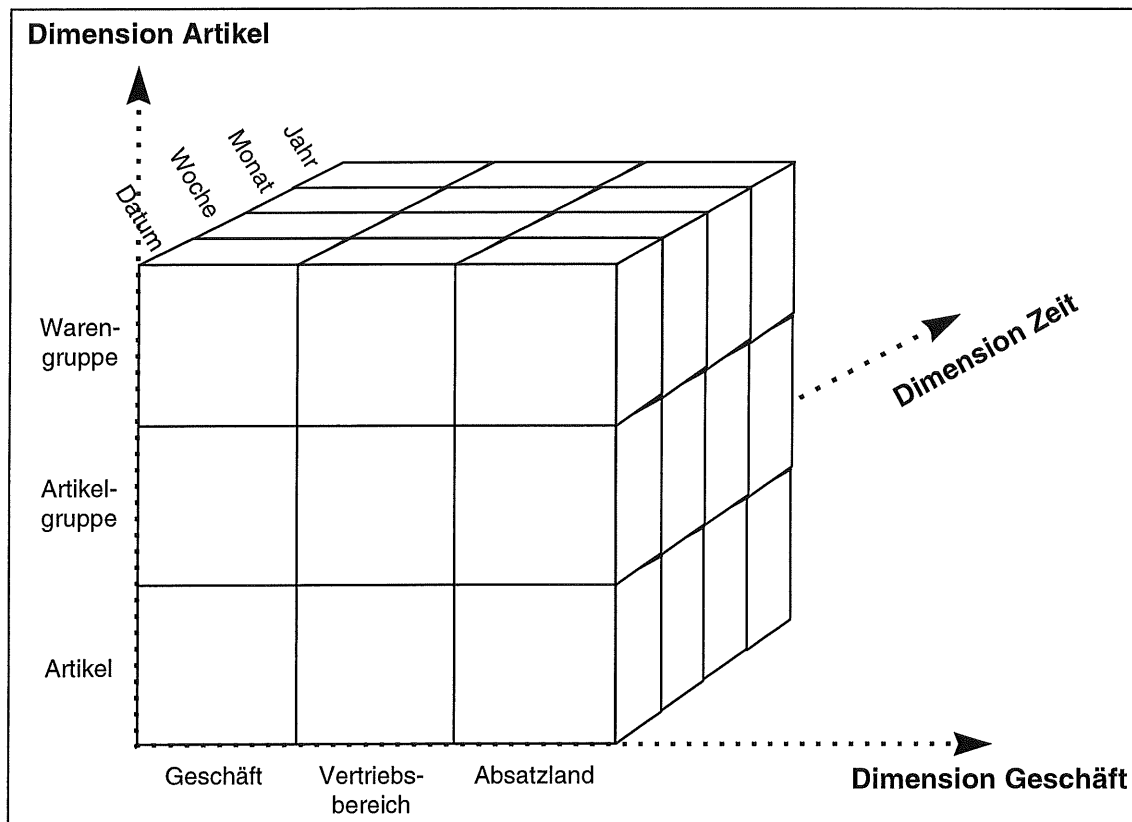 Dimension Artikel
Jahr
Monat
Woche
Datum
Waren-
gruppe
Dimension Zeit
Artikel-
gruppe
Artikel
Geschäft
Vertriebs-
bereich
Absatzland
Dimension Geschäft